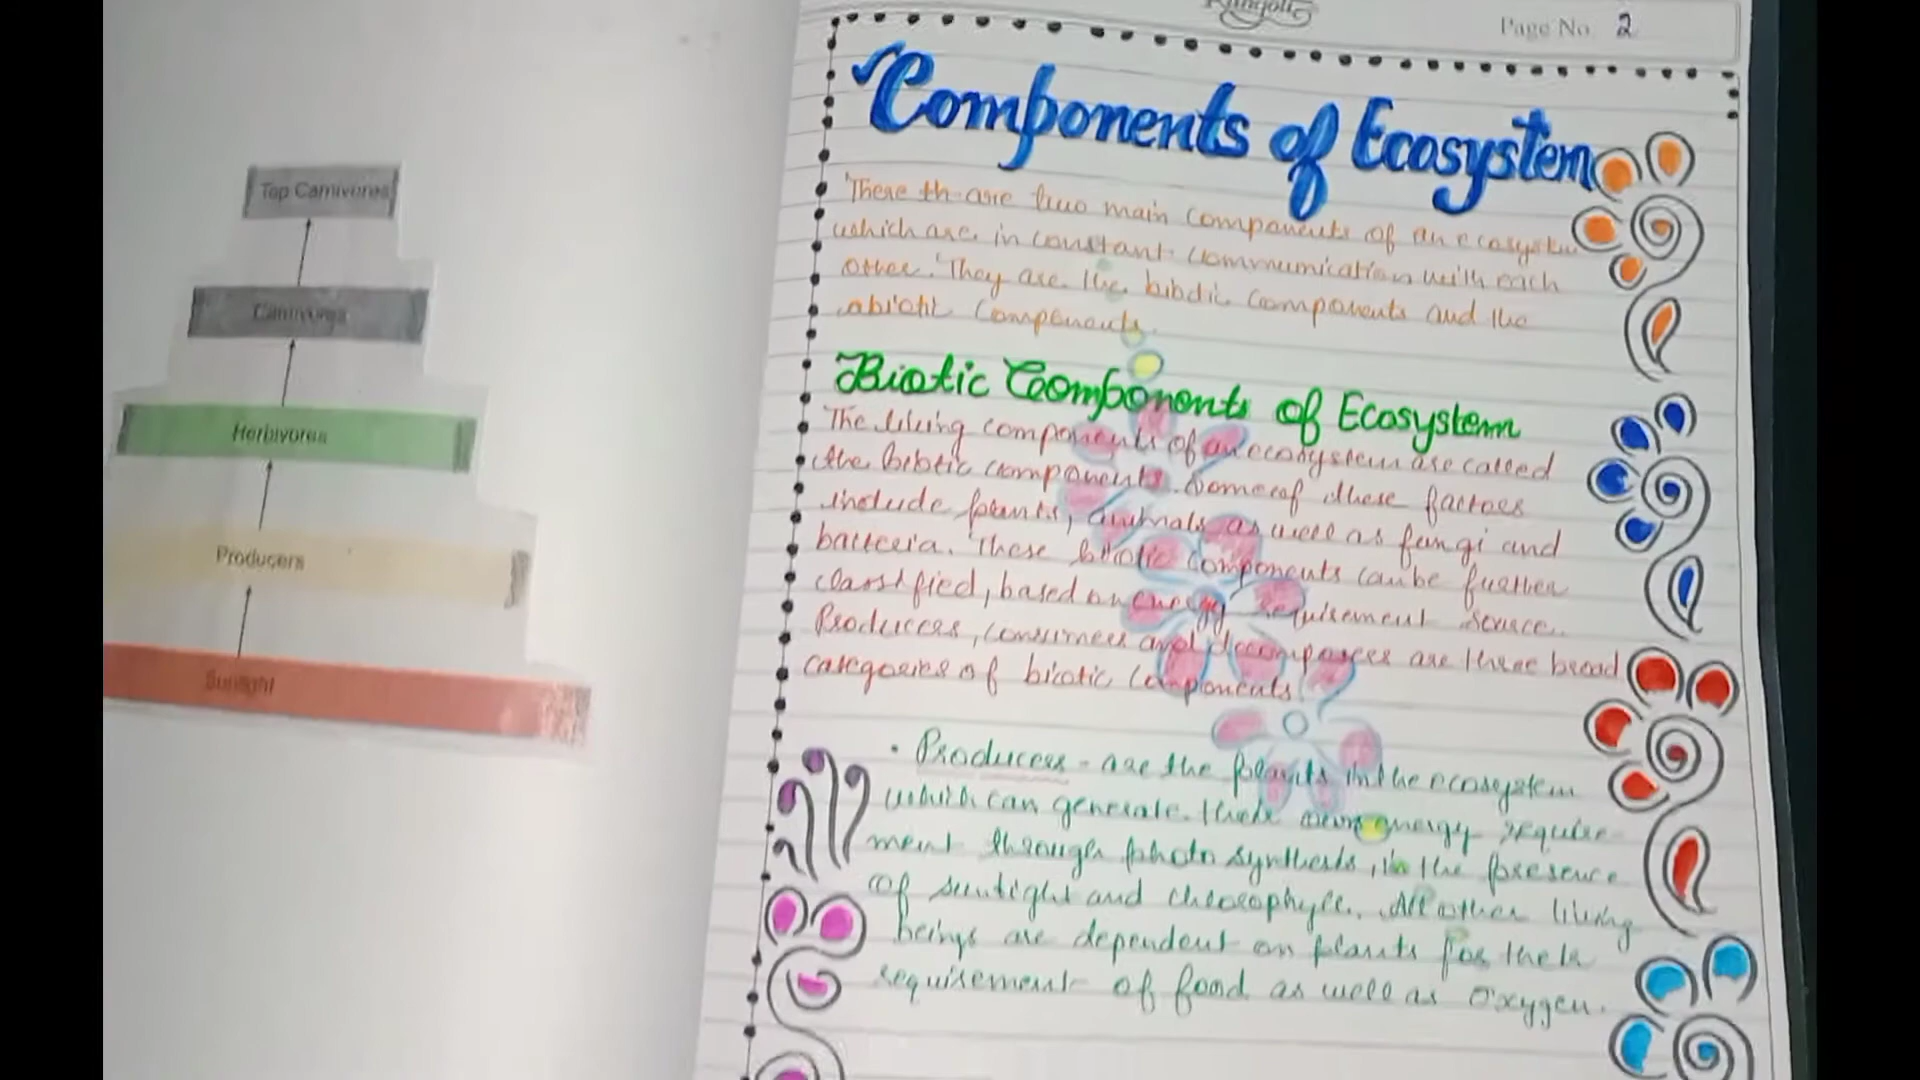 Top Carnivores
Carnivores
Herbivores
Producers
Sunlight
Page No. 2
Components of Ecosystem
There th are two main components of an ecosystem
which are in constant communication with each
other. They are the biotic components and the
abiotic components.
Biotic Coomponents of Ecosystem
The living components of an ecosystem are called
the biotic components. Some of these factors
include plants, animals as well as fungi and
bacteria. These biotic components can be further
classified, based on energy requirement source.
Producers, consumers and decomposers are three broad
categories of biotic components.
• Producers - are the plants in the ecosystem
which can generate their own energy require-
ment through photosynthesis, in the presence
of sunlight and chlorophyll. All other living
beings are dependent on plants for their
requirement of food as well as oxygen.